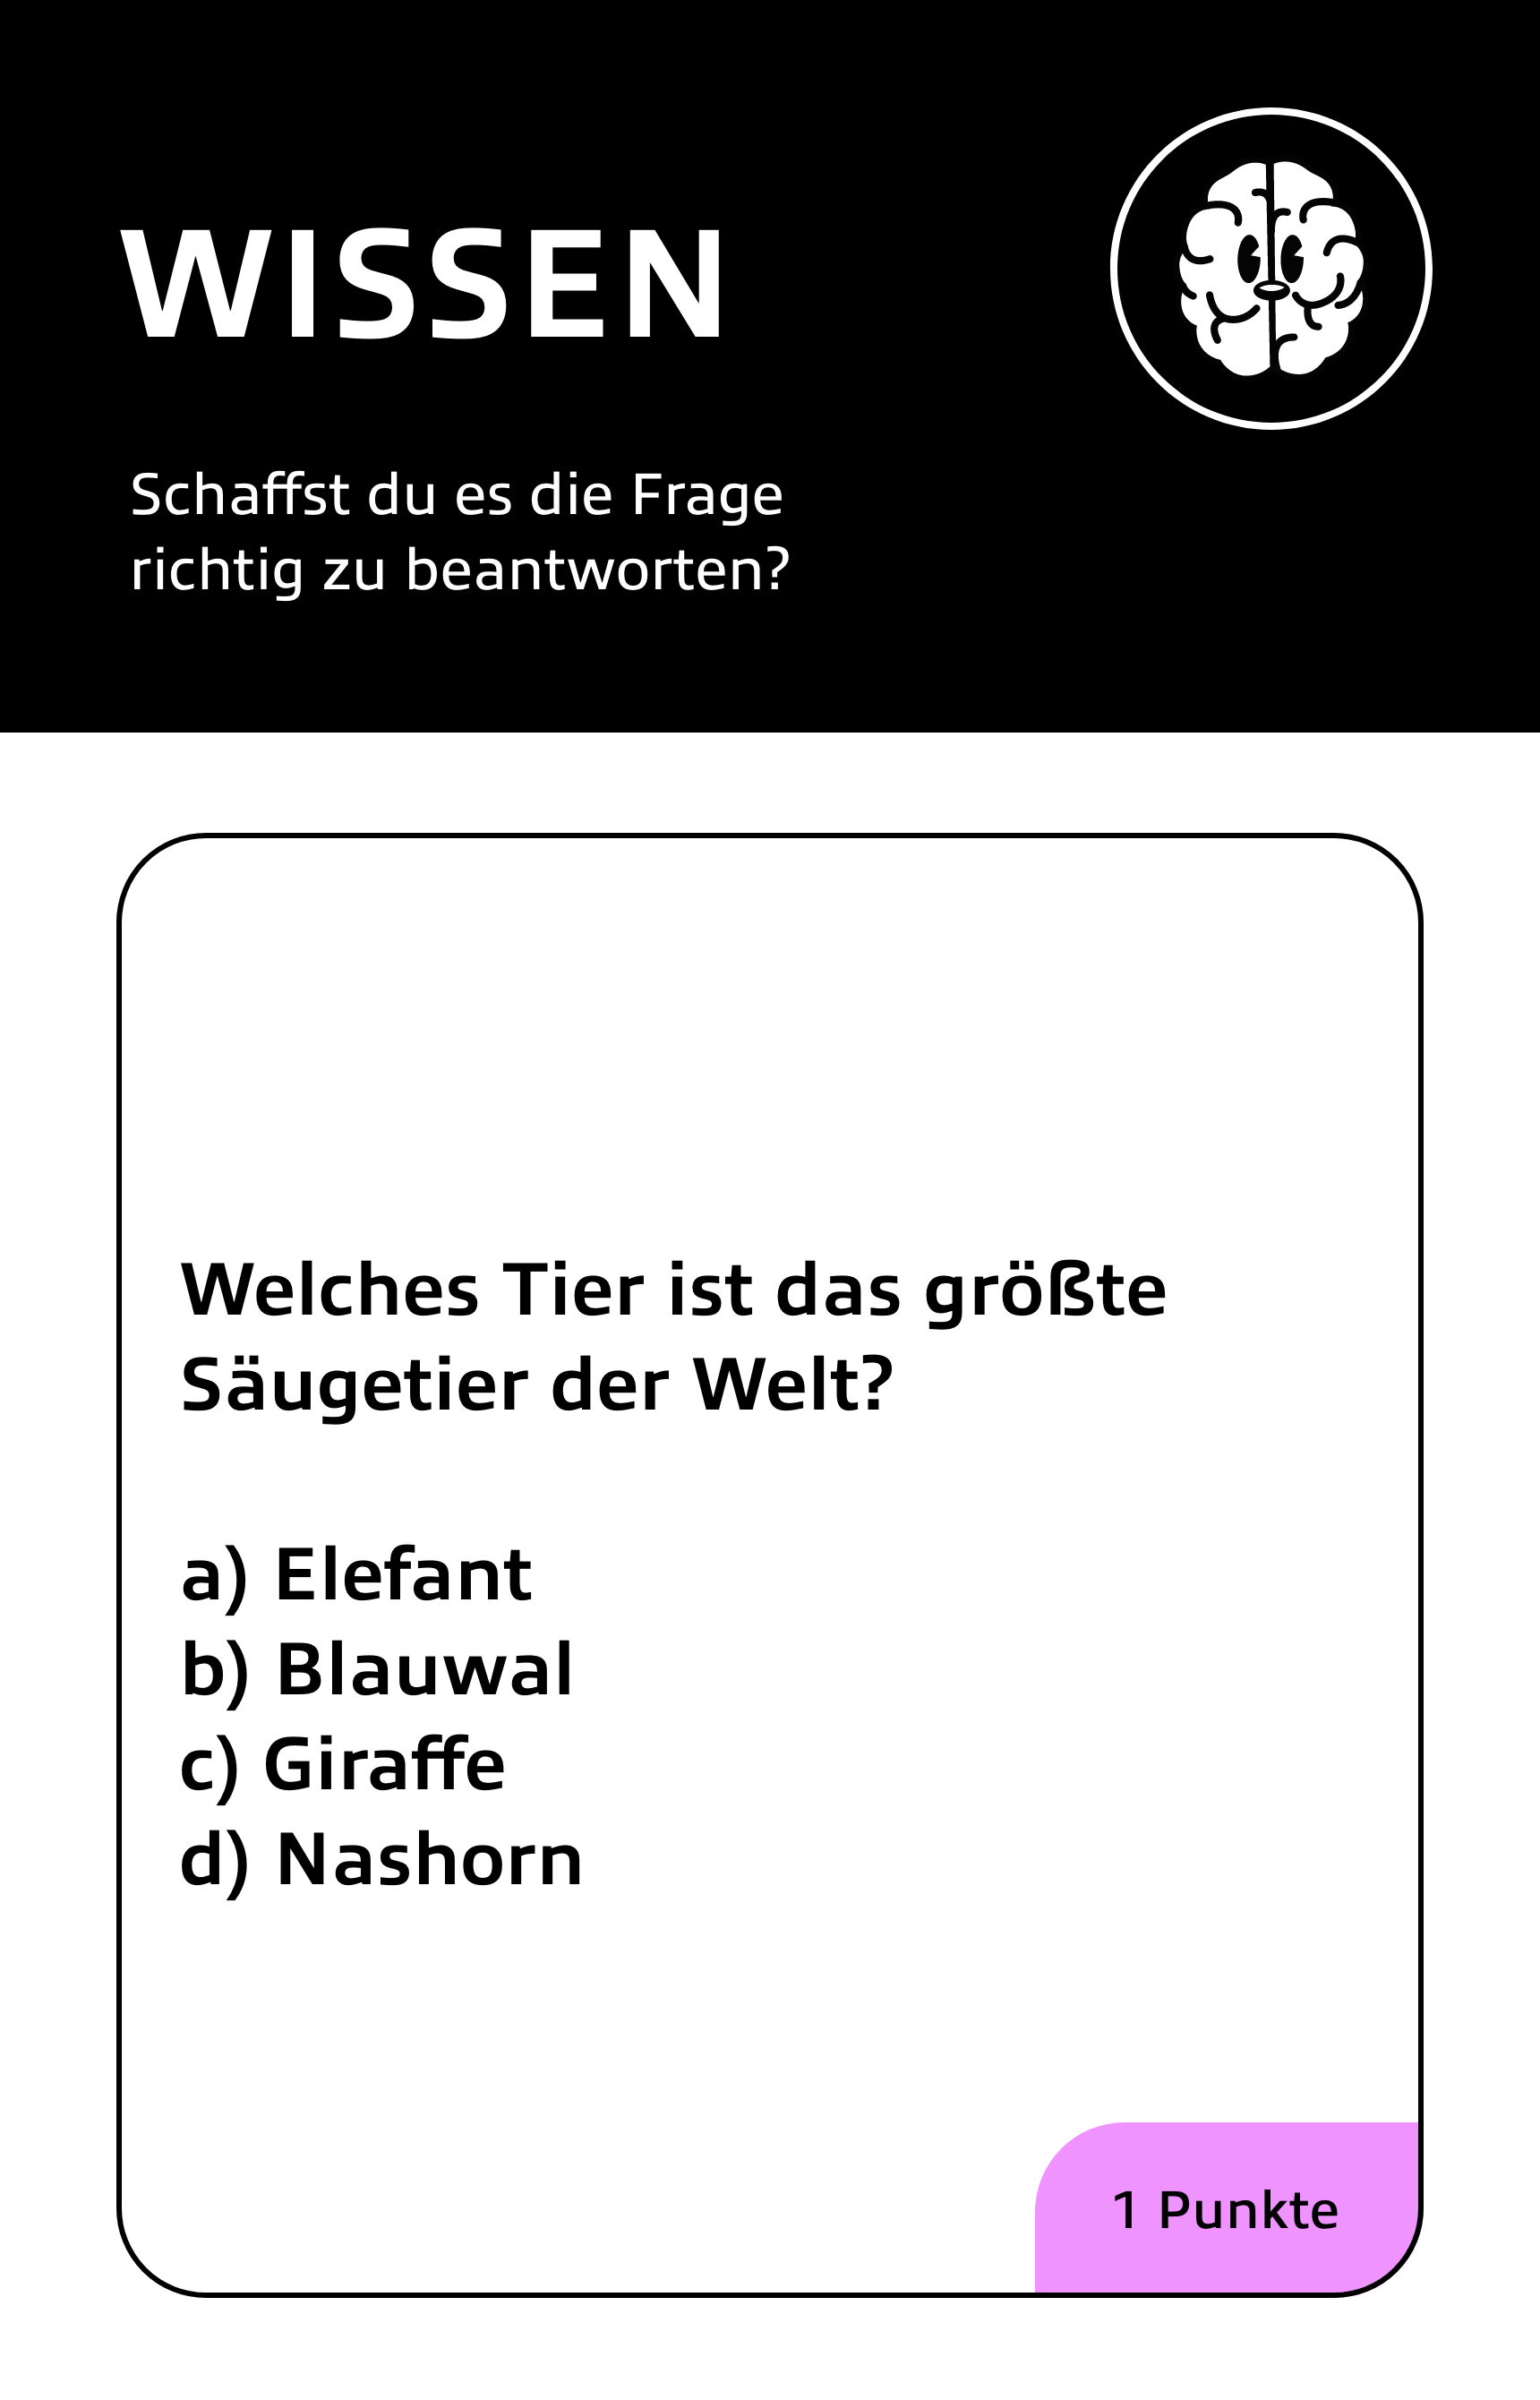 WISSEN
Schaffst du es die Frage
richtig zu beantworten?
Welches Tier ist das größte
Säugetier der Welt?
a) Elefant
b) Blauwal
c) Giraffe
d) Nashorn
1 Punkte